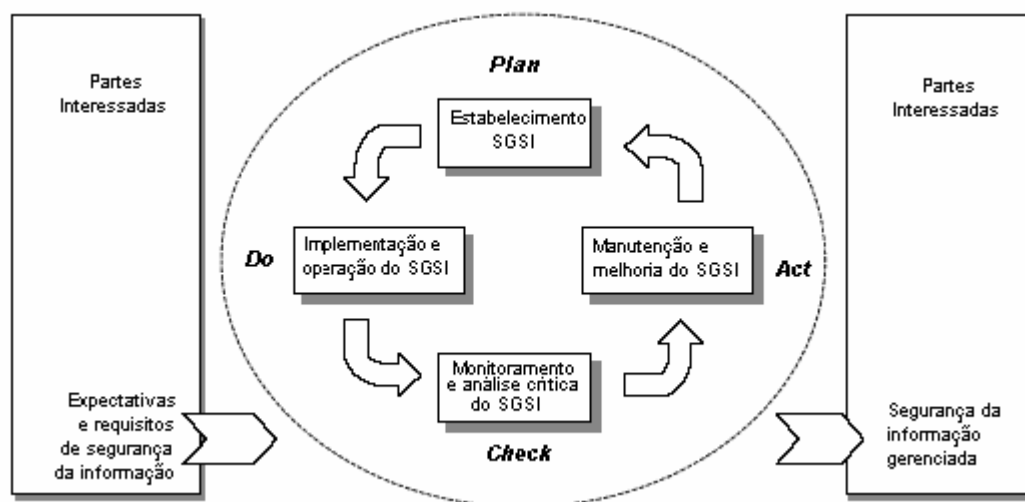 Partes
Interessadas
Expectativas
e requisitos
de segurança
da informação
Plan
Estabelecimento
SGSI
Do
Implementação e
operação do SGSI
Manutenção e
melhoria do SGSI
Act
Monitoramento
e análise crítica
do SGSI
Check
Partes
Interessadas
Segurança da
informação
gerenciada